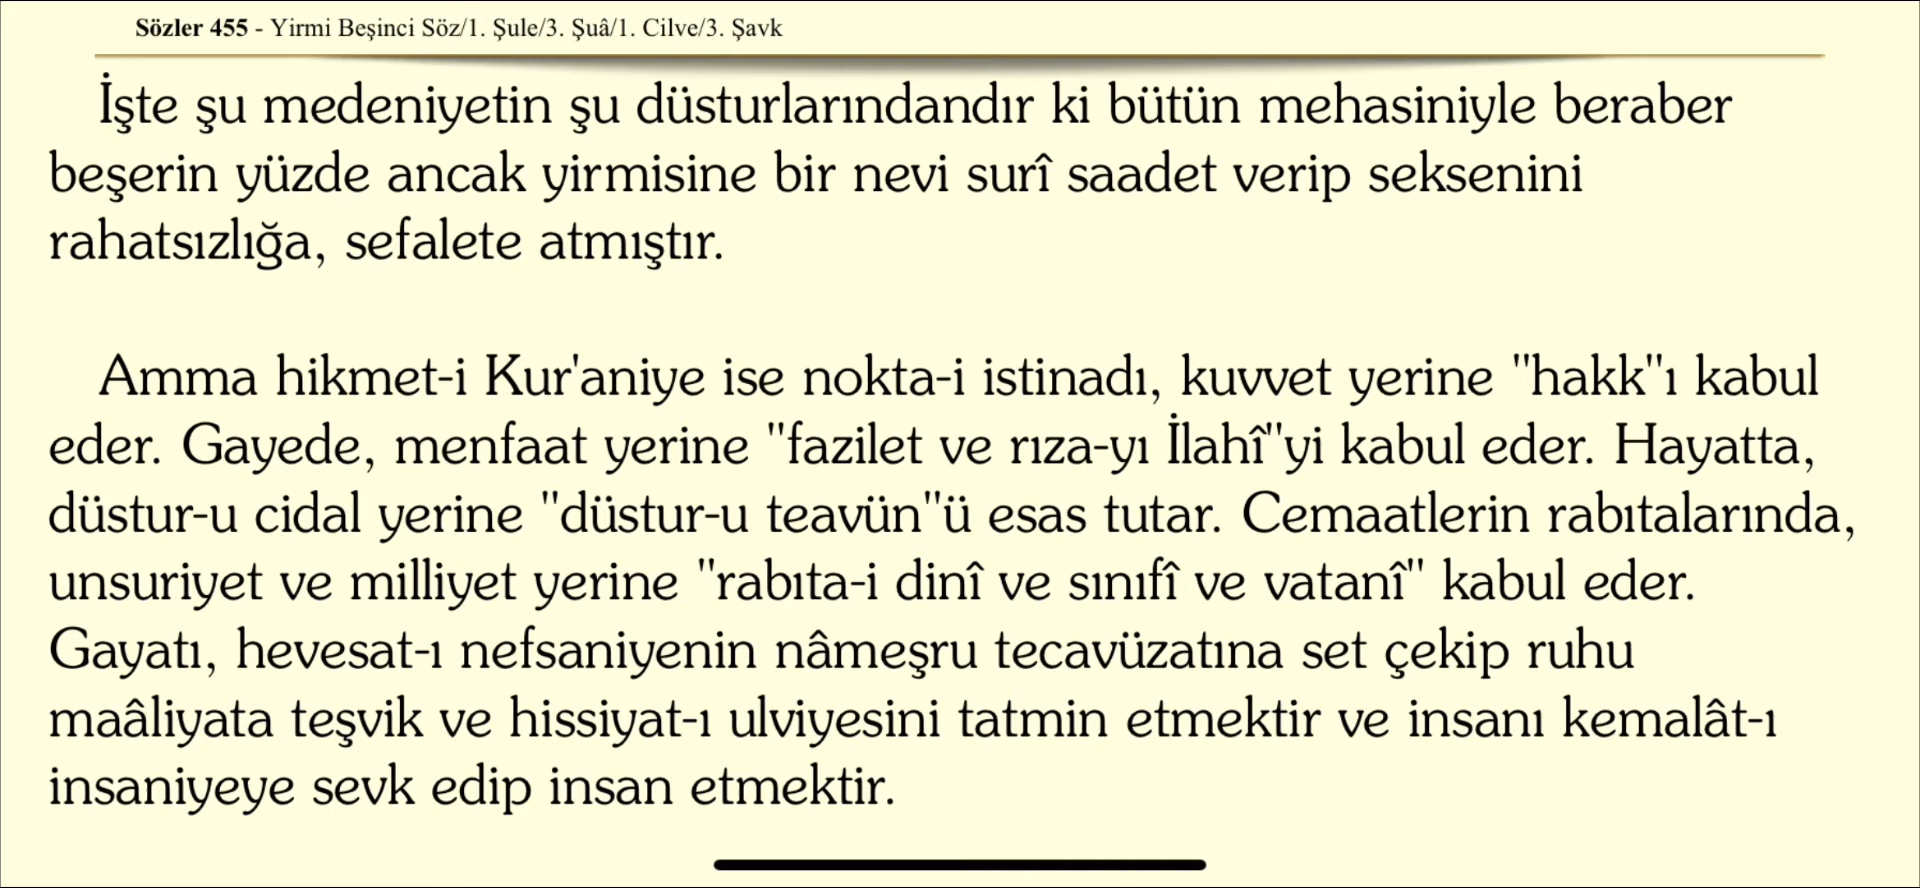 Sözler 455 - Yirmi Beşinci Söz/1. Şule/3. Şuâ/1. Cilve/3. Şavk
İşte şu medeniyetin şu düsturlarındandır ki bütün mehasiniyle beraber
beşerin yüzde ancak yirmisine bir nevi surî saadet verip seksenini
rahatsızlığa, sefalete atmıştır.
Amma hikmet-i Kur'aniye ise nokta-i istinadı, kuvvet yerine "hakk"ı kabul
eder. Gayede, menfaat yerine "fazilet ve rıza-yı İlahî"yi kabul eder. Hayatta,
düstur-u cidal yerine "düstur-u teavün"ü esas tutar. Cemaatlerin rabıtalarında,
unsuriyet ve milliyet yerine "rabıta-i dinî ve sınıfî ve vatanî" kabul eder.
Gayatı, hevesat-ı nefsaniyenin nâmeşru tecavüzatına set çekip ruhu
maâliyata teşvik ve hissiyat-ı ulviyesini tatmin etmektir ve insanı kemalât-ı
insaniyeye sevk edip insan etmektir.